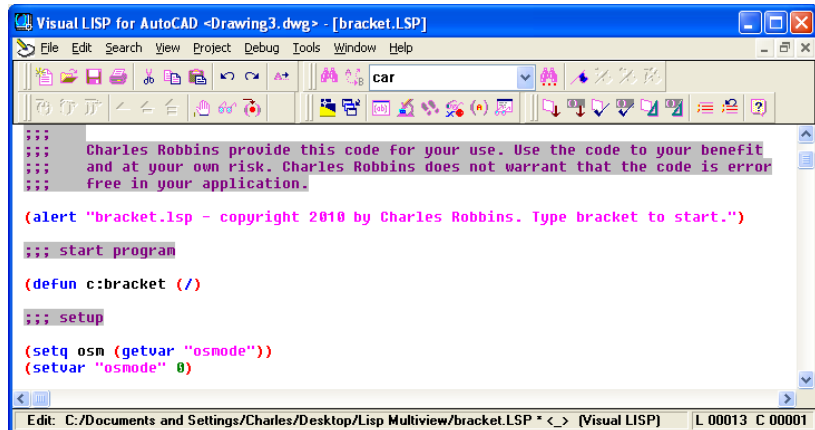 Visual LISP for AutoCAD <Drawing3.dwg> - [bracket.LSP]
File Edit Search View Project Debug Tools Window Help
car
;;;
;;; Charles Robbins provide this code for your use. Use the code to your benefit
;;; and at your own risk. Charles Robbins does not warrant that the code is error
;;; free in your application.
(alert "bracket.lsp - copyright 2010 by Charles Robbins. Type bracket to start.")
;;; start program
(defun c:bracket (/)
;;; setup
(setq osm (getvar "osmode"))
(setvar "osmode" 0)
Edit: C:/Documents and Settings/Charles/Desktop/Lisp Multiview/bracket.LSP * <_> (Visual LISP) L 00013 C 00001